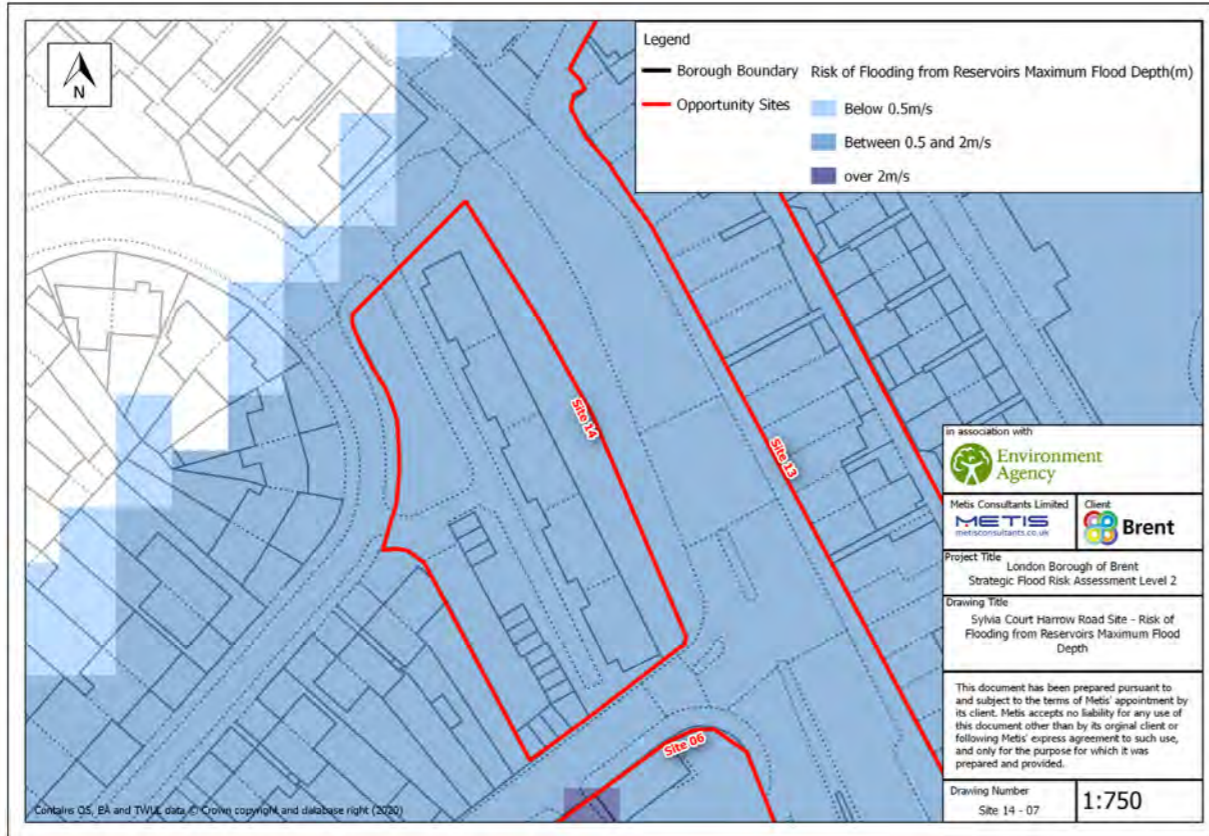 N
Legend
Borough Boundary
Opportunity Sites
Risk of Flooding from Reservoirs Maximum Flood Depth(m)
Below 0.5m/s
Between 0.5 and 2m/s
over 2m/s
Site 14
Site 13
Site 06
in association with
Environment
Agency
Metis Consultants Limited
METIS
metisconsultants.co.uk
Client
Brent
Project Title
London Borough of Brent
Strategic Flood Risk Assessment Level 2
Drawing Title
Sylvia Court Harrow Road Site - Risk of
Flooding from Reservoirs Maximum Flood
Depth
This document has been prepared pursuant to
and subject to the terms of Metis' appointment by
its client. Metis accepts no liability for any use of
this document other than by its orginal client or
following Metis' express agreement to such use,
and only for the purpose for which it was
prepared and provided.
Drawing Number
Site 14 - 07
1:750
Contains OS, EA and TWUL data © Crown copyright and database right (2020)